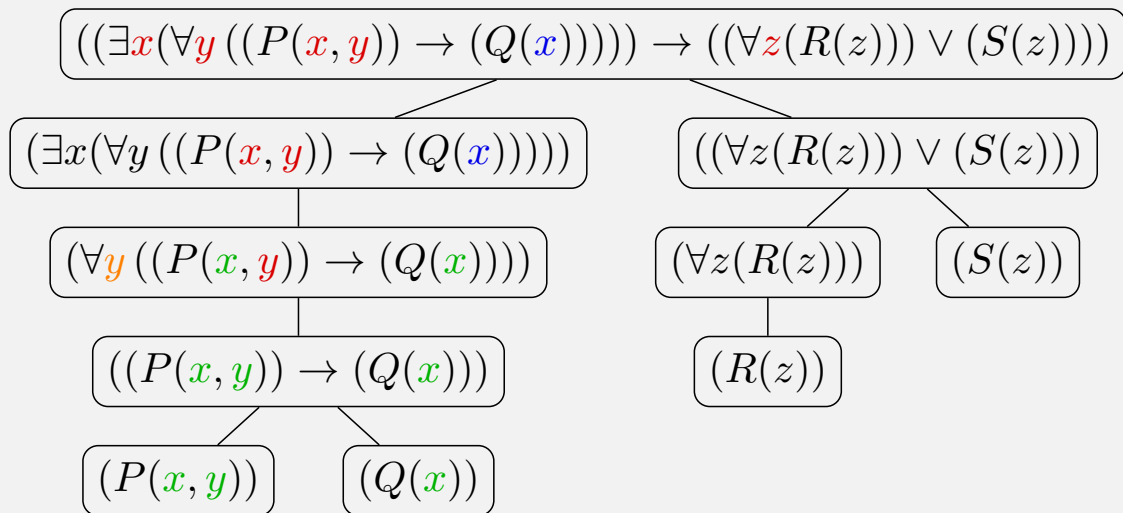 ((∃x(∀y ((P(x, y)) → (Q(x))))) → ((∀z(R(z))) ∨ (S(z))))
(∃x(∀y ((P(x, y)) → (Q(x)))))
((∀z(R(z))) ∨ (S(z)))
(∀y ((P(x, y)) → (Q(x))))
(∀z(R(z)))
(S(z))
((P(x, y)) → (Q(x)))
(R(z))
(P(x, y))
(Q(x))